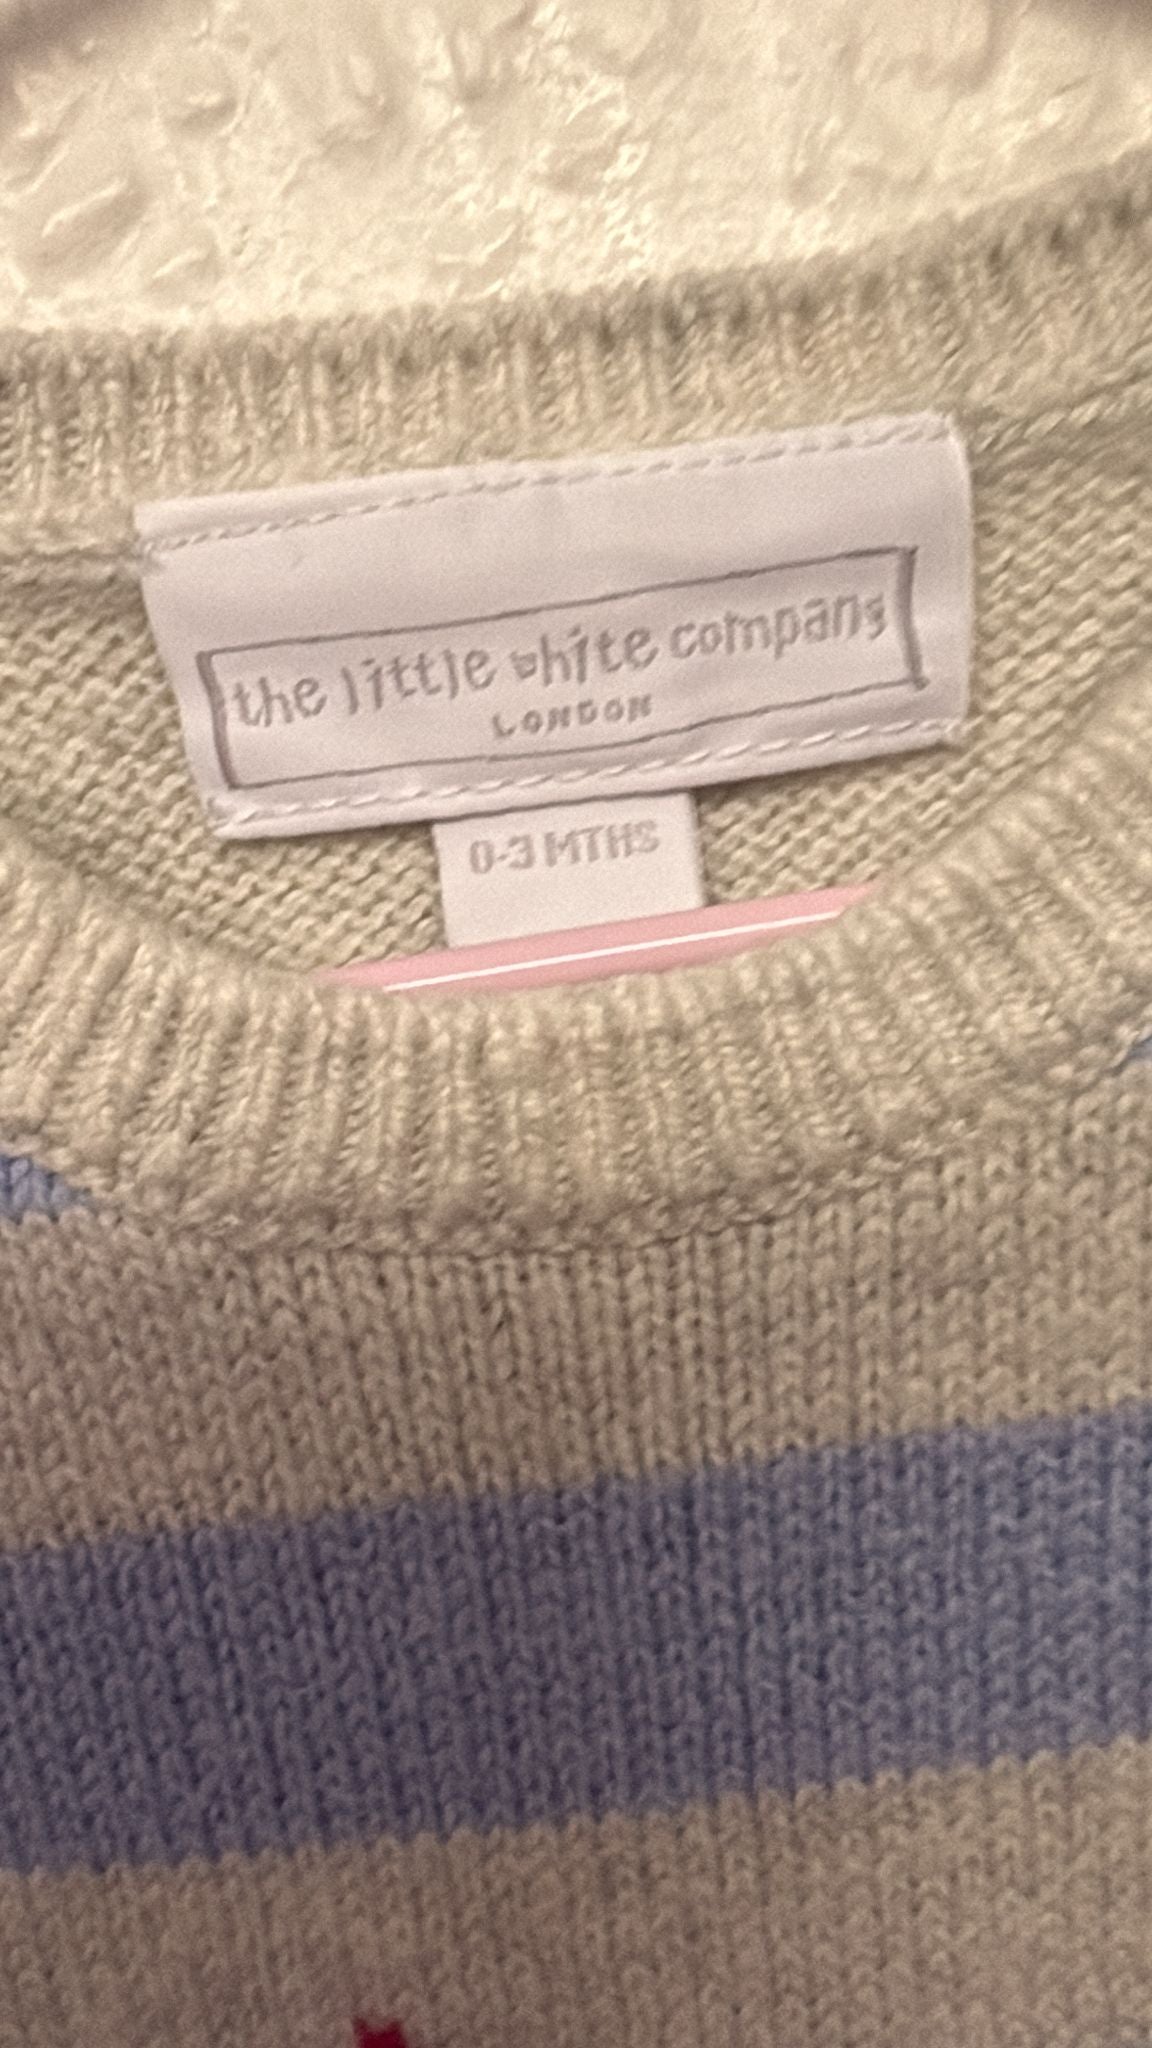 the little white company
LONDON
0-3 MTHS